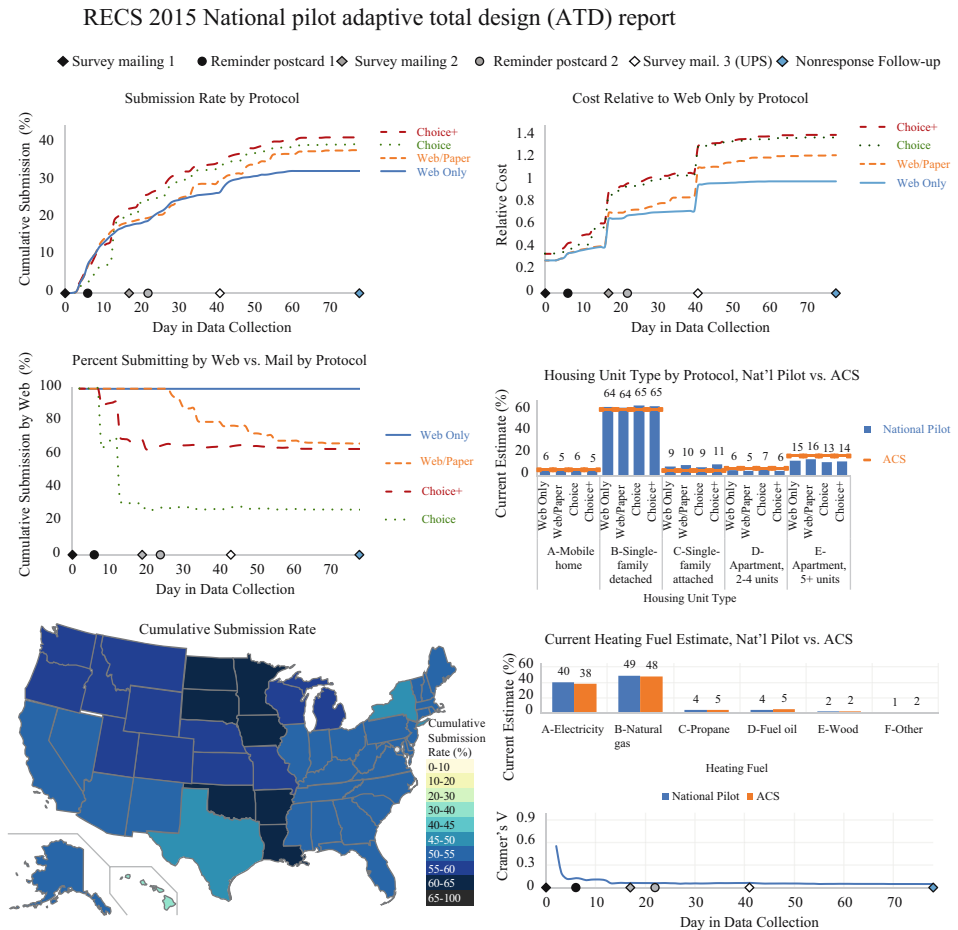 RECS 2015 National pilot adaptive total design (ATD) report
Survey mailing 1 Reminder postcard 1 Survey mailing 2 Reminder postcard 2 Survey mail. 3 (UPS) Nonresponse Follow-up
Submission Rate by Protocol
Cumulative Submission (%)
40
30
20
10
0
0 10 20 30 40 50 60 70
Day in Data Collection
Choice+
Choice
Web/Paper
Web Only
Cost Relative to Web Only by Protocol
Relative Cost
1.4
1.2
1
0.8
0.6
0.4
0.2
0
0 10 20 30 40 50 60 70
Day in Data Collection
Choice+
Choice
Web/Paper
Web Only
Percent Submitting by Web vs. Mail by Protocol
Cumulative Submission by Web (%)
100
80
60
40
20
0
0 10 20 30 40 50 60 70
Day in Data Collection
Web Only
Web/Paper
Choice+
Choice
Housing Unit Type by Protocol, Nat'l Pilot vs. ACS
Current Estimate (%)
60
40
20
0
6 5 6 5 64 64 65 65 9 10 9 11 6 5 7 6 15 16 13 14
National Pilot
ACS
Web Only Web/Paper Choice Choice+ Web Only Web/Paper Choice Choice+ Web Only Web/Paper Choice Choice+ Web Only Web/Paper Choice Choice+ Web Only Web/Paper Choice Choice+
A-Mobile
home
B-Single-
family
detached
C-Single-
family
attached
D-
Apartment,
2-4 units
E-
Apartment,
5+ units
Housing Unit Type
Cumulative Submission Rate
Cumulative
Submission
Rate (%)
0-10
10-20
20-30
30-40
40-45
45-50
50-55
55-60
60-65
65-100
Current Heating Fuel Estimate, Nat'l Pilot vs. ACS
Current Estimate (%)
60
40
20
0
40 38 49 48 4 5 4 5 2 2 1 2
A-Electricity
B-Natural
gas
C-Propane
D-Fuel oil
E-Wood
F-Other
Heating Fuel
National Pilot ACS
Cramer's V
0.9
0.6
0.3
0
0 10 20 30 40 50 60 70
Day in Data Collection